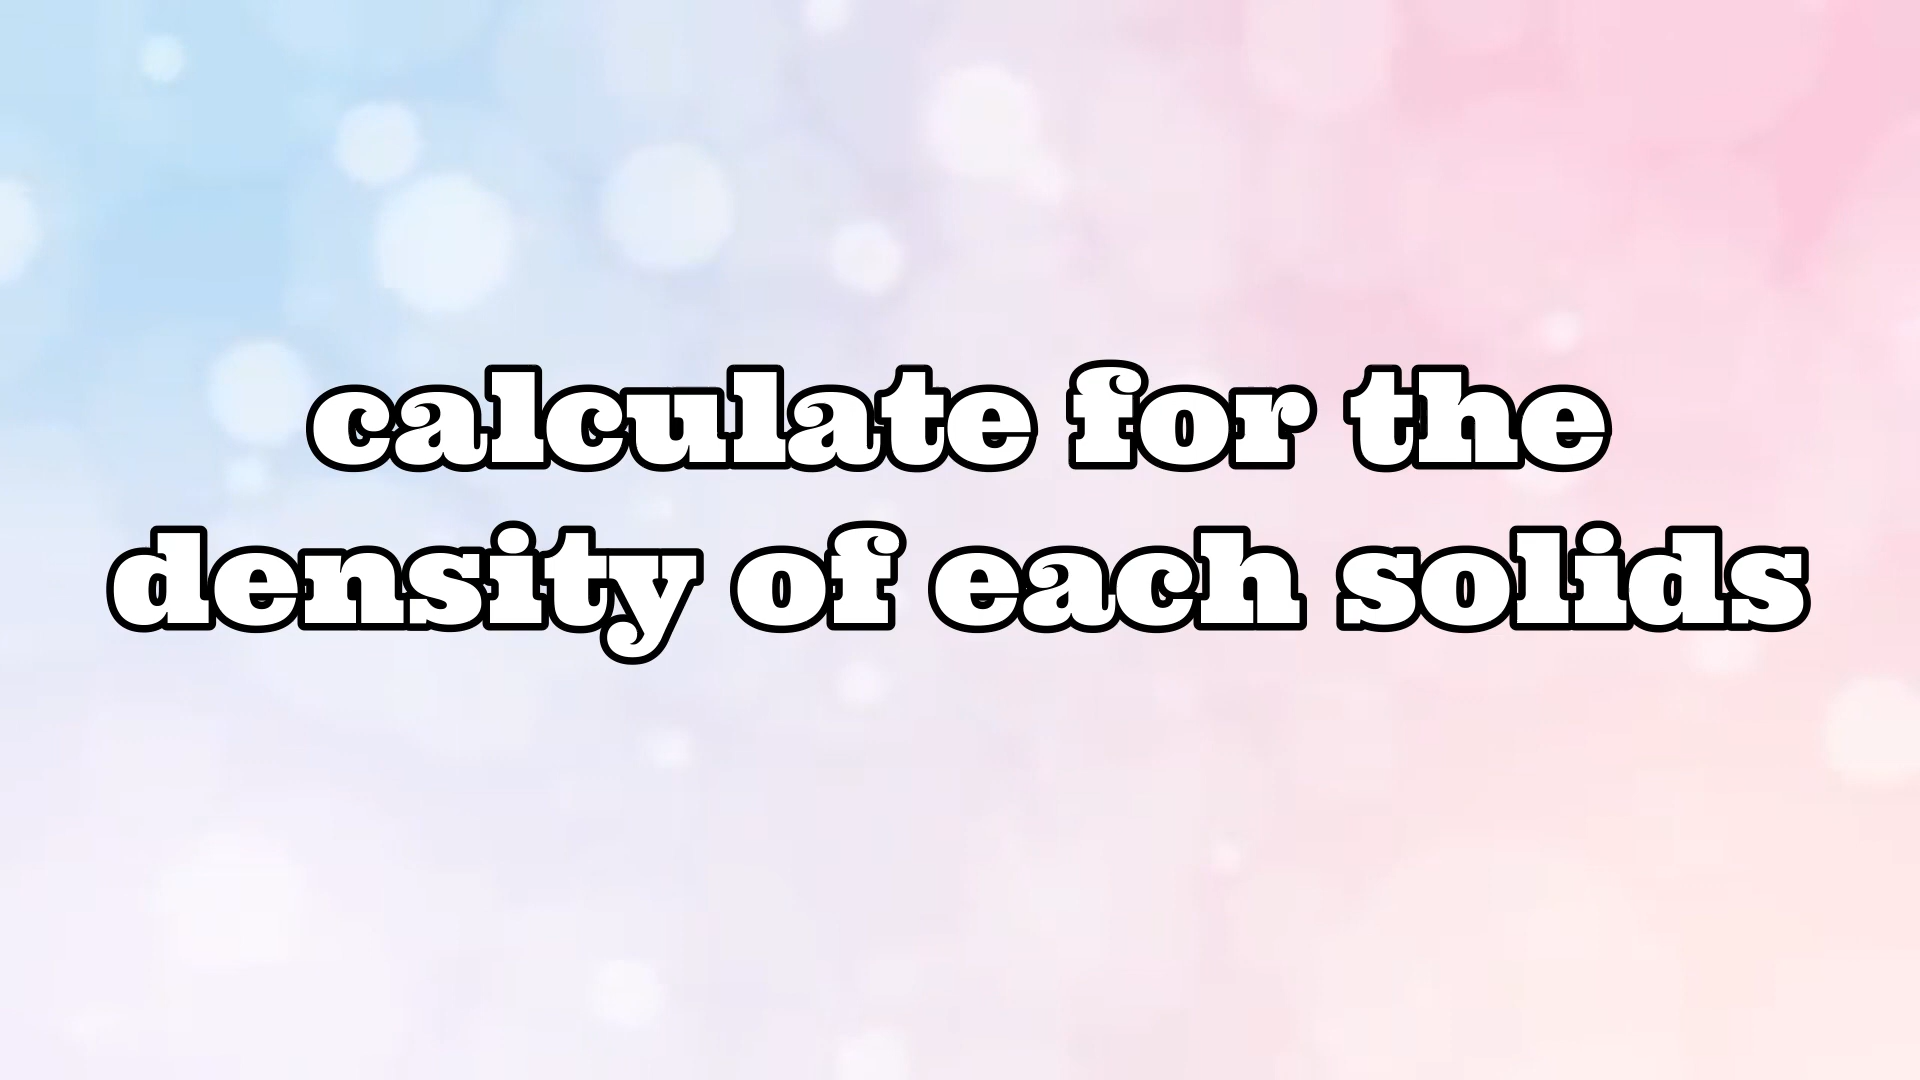 calculate for the
density of each solids